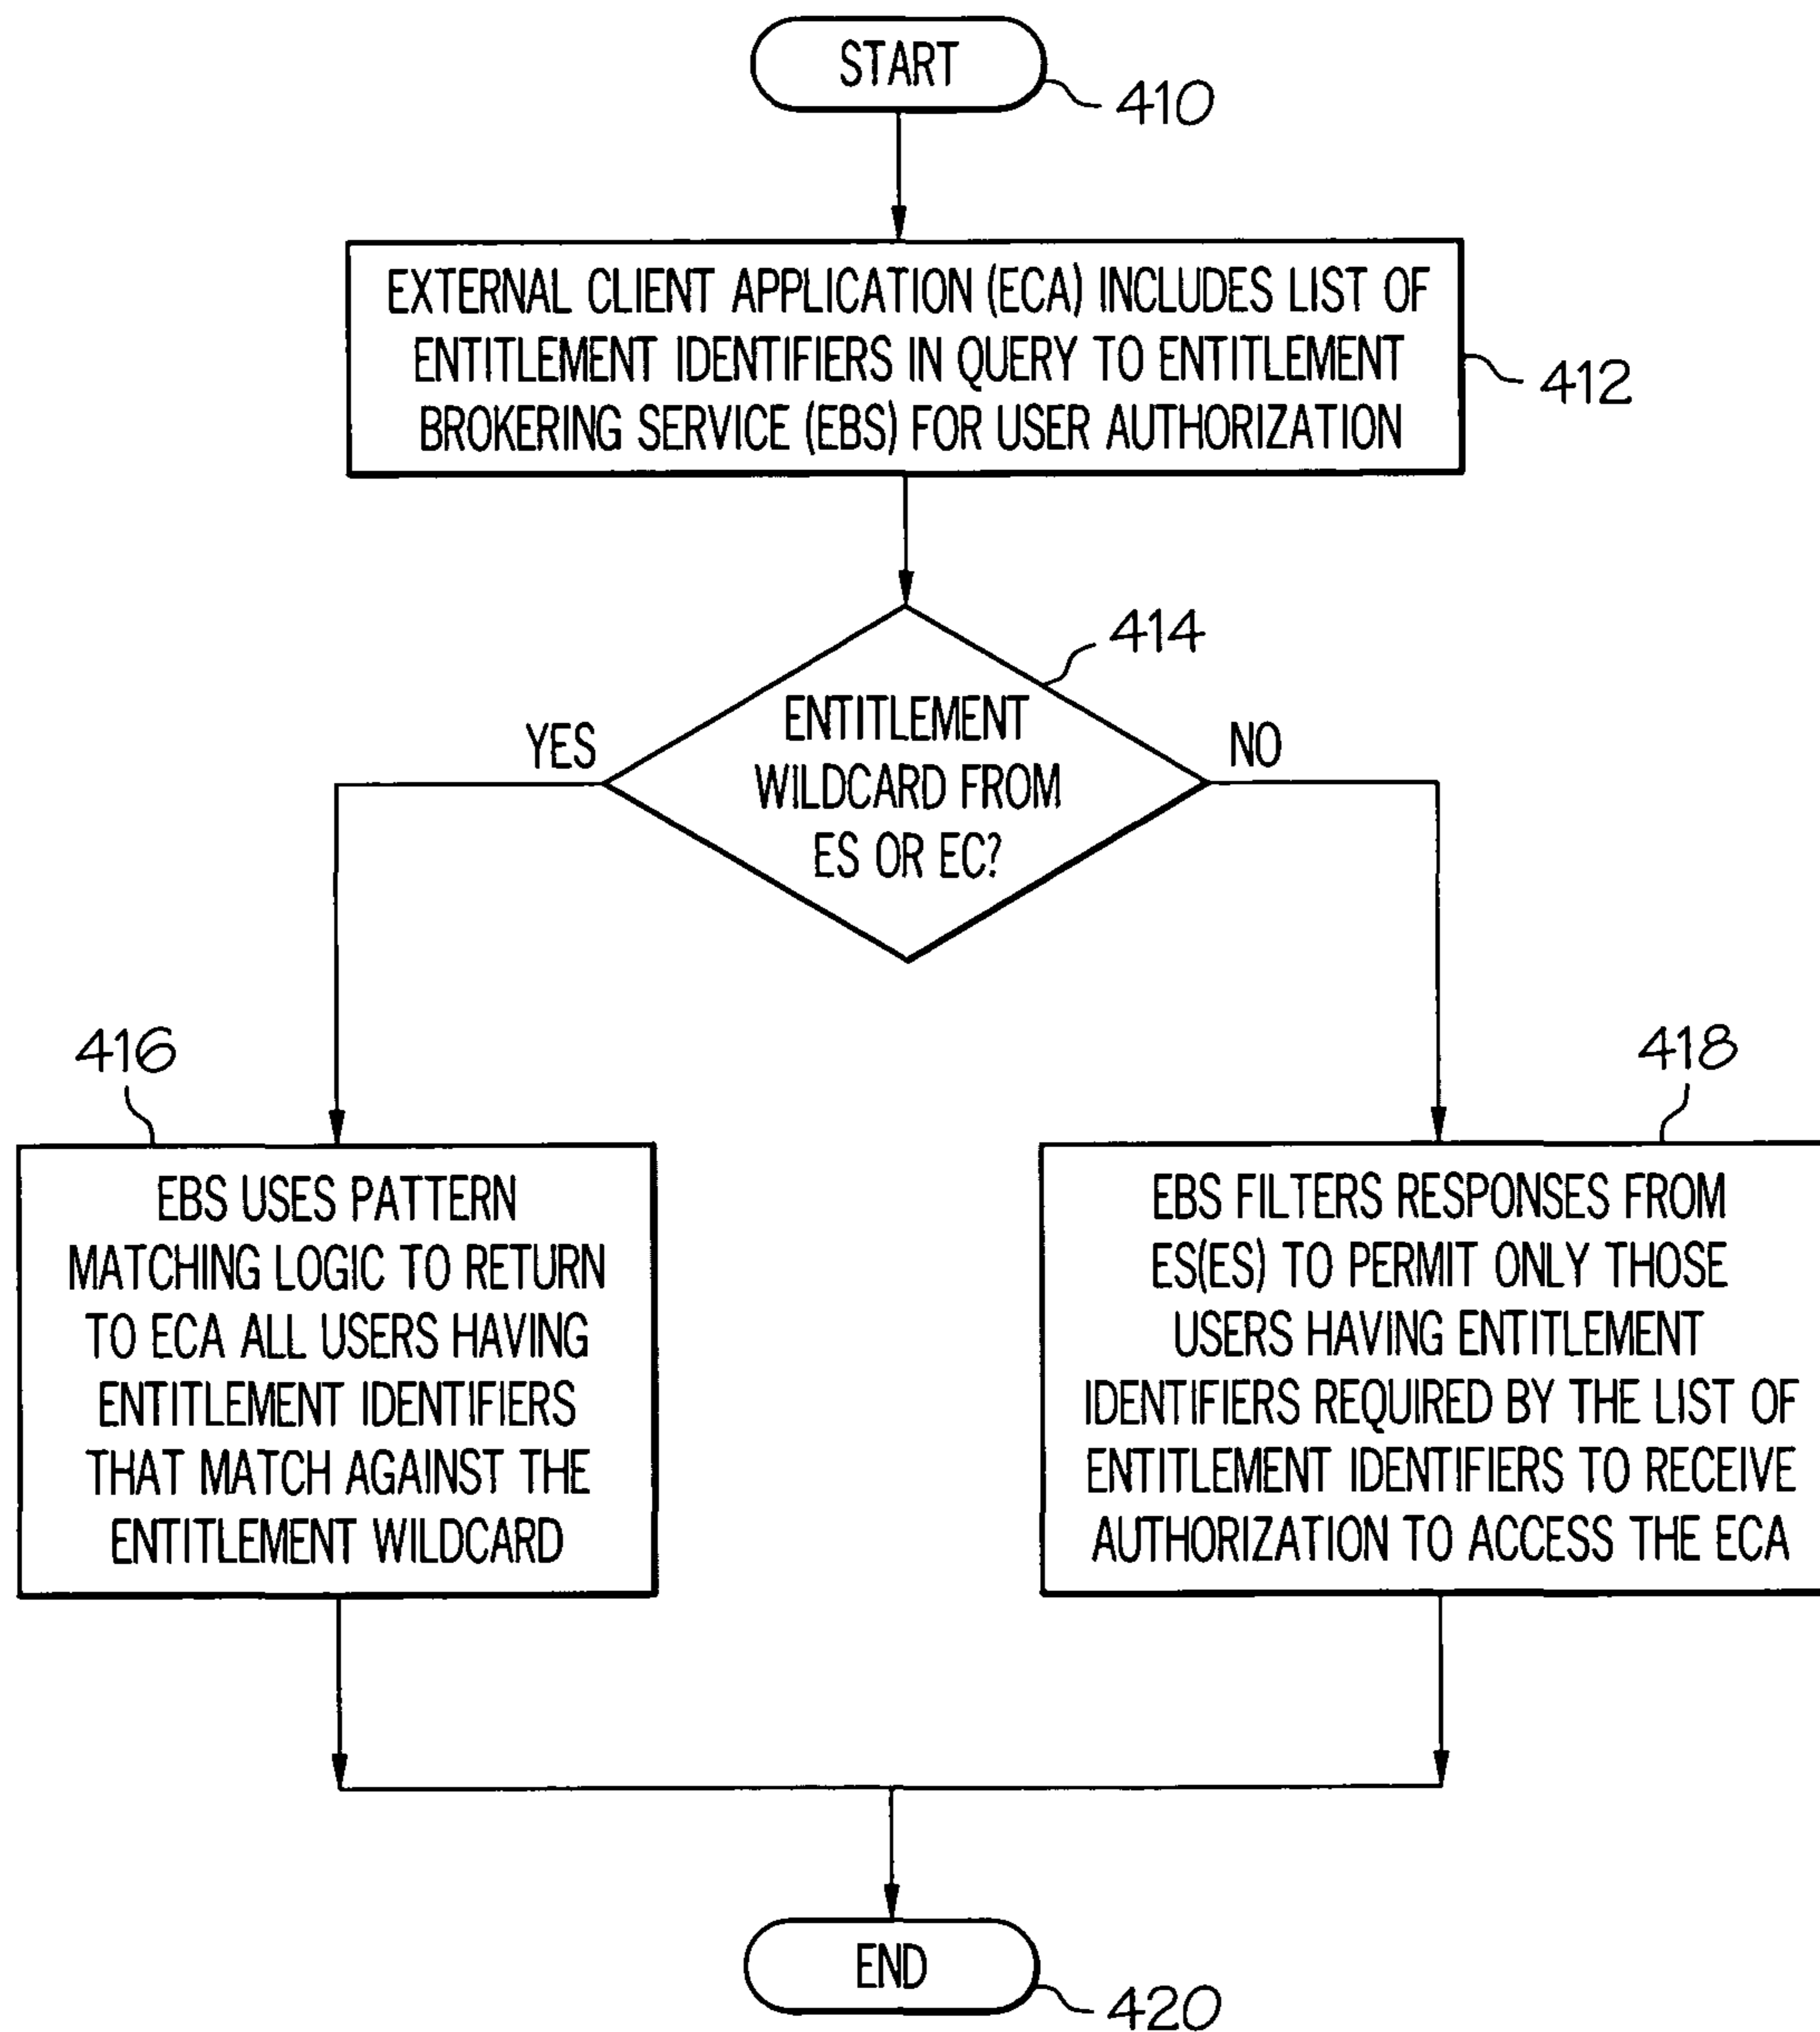 START
410
EXTERNAL CLIENT APPLICATION (ECA) INCLUDES LIST OF
ENTITLEMENT IDENTIFIERS IN QUERY TO ENTITLEMENT
BROKERING SERVICE (EBS) FOR USER AUTHORIZATION
412
414
ENTITLEMENT
WILDCARD FROM
ES OR EC?
YES
NO
416
EBS USES PATTERN
MATCHING LOGIC TO RETURN
TO ECA ALL USERS HAVING
ENTITLEMENT IDENTIFIERS
THAT MATCH AGAINST THE
ENTITLEMENT WILDCARD
418
EBS FILTERS RESPONSES FROM
ES(ES) TO PERMIT ONLY THOSE
USERS HAVING ENTITLEMENT
IDENTIFIERS REQUIRED BY THE LIST OF
ENTITLEMENT IDENTIFIERS TO RECEIVE
AUTHORIZATION TO ACCESS THE ECA
END
420